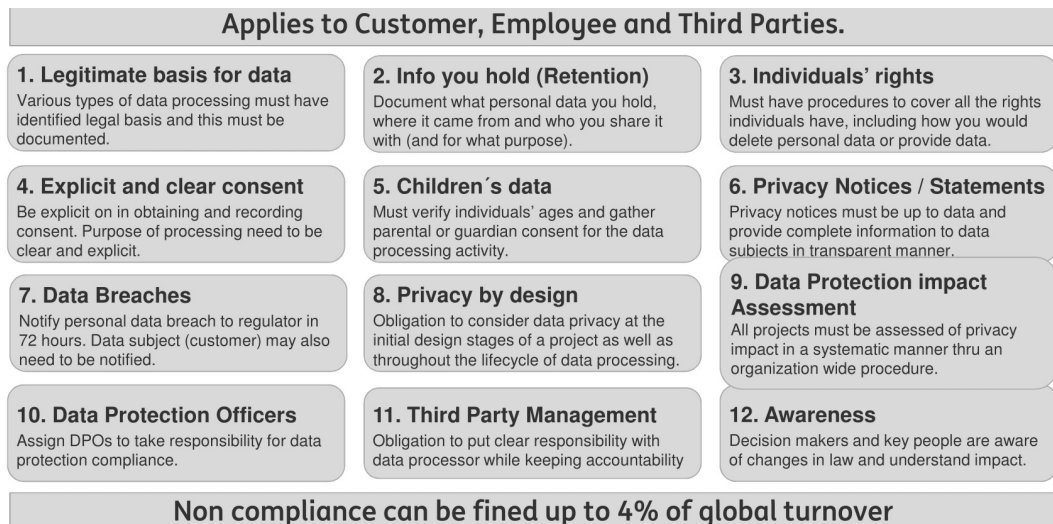 Applies to Customer, Employee and Third Parties.
1. Legitimate basis for data
Various types of data processing must have
identified legal basis and this must be
documented.
2. Info you hold (Retention)
Document what personal data you hold,
where it came from and who you share it
with (and for what purpose).
3. Individuals’ rights
Must have procedures to cover all the rights
individuals have, including how you would
delete personal data or provide data.
4. Explicit and clear consent
Be explicit on in obtaining and recording
consent. Purpose of processing need to be
clear and explicit.
5. Children´s data
Must verify individuals’ ages and gather
parental or guardian consent for the data
processing activity.
6. Privacy Notices / Statements
Privacy notices must be up to data and
provide complete information to data
subjects in transparent manner.
7. Data Breaches
Notify personal data breach to regulator in
72 hours. Data subject (customer) may also
need to be notified.
8. Privacy by design
Obligation to consider data privacy at the
initial design stages of a project as well as
throughout the lifecycle of data processing.
9. Data Protection impact
Assessment
All projects must be assessed of privacy
impact in a systematic manner thru an
organization wide procedure.
10. Data Protection Officers
Assign DPOs to take responsibility for data
protection compliance.
11. Third Party Management
Obligation to put clear responsibility with
data processor while keeping accountability
12. Awareness
Decision makers and key people are aware
of changes in law and understand impact.
Non compliance can be fined up to 4% of global turnover